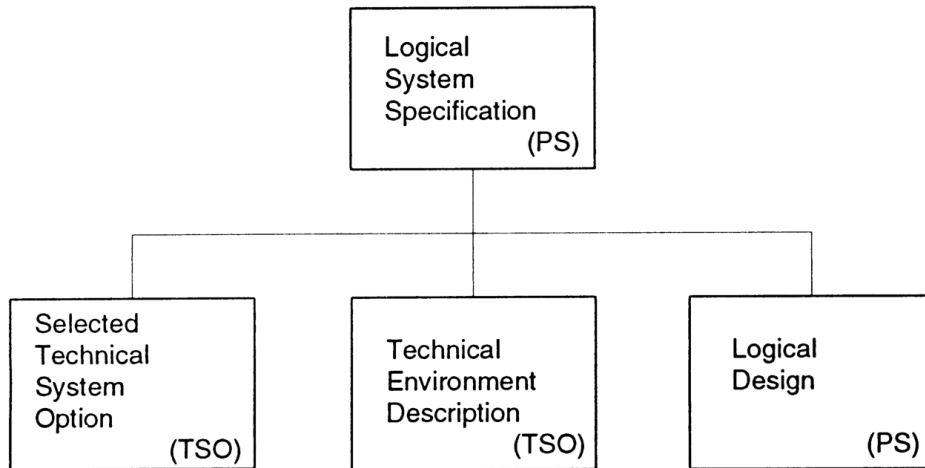 Logical
System
Specification
(PS)
Selected
Technical
System
Option
(TSO)
Technical
Environment
Description
(TSO)
Logical
Design
(PS)